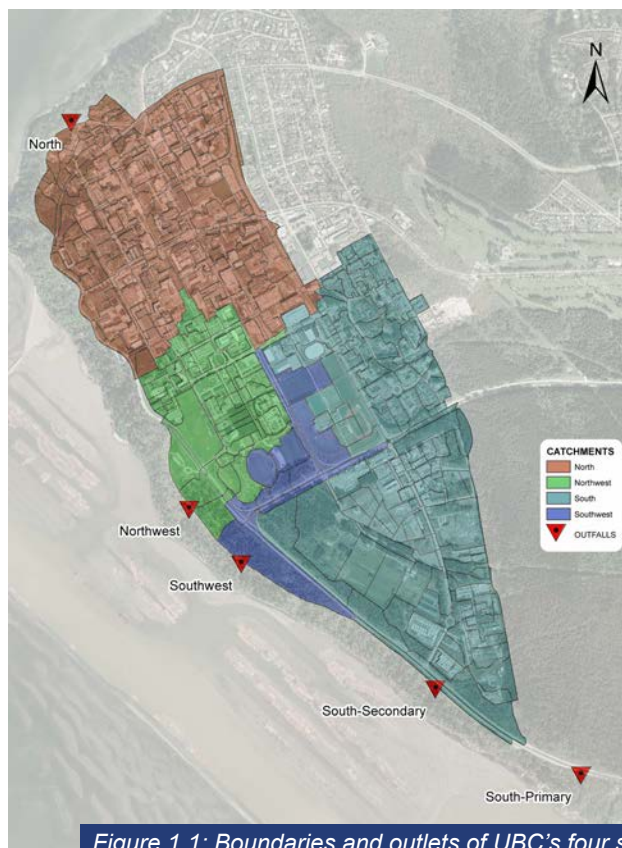 N
North
CATCHMENTS
North
Northwest
South
Southwest
OUTFALLS
Northwest
Southwest
South-Secondary
South-Primary
Figure 1.1: Boundaries and outlets of UBC's four s